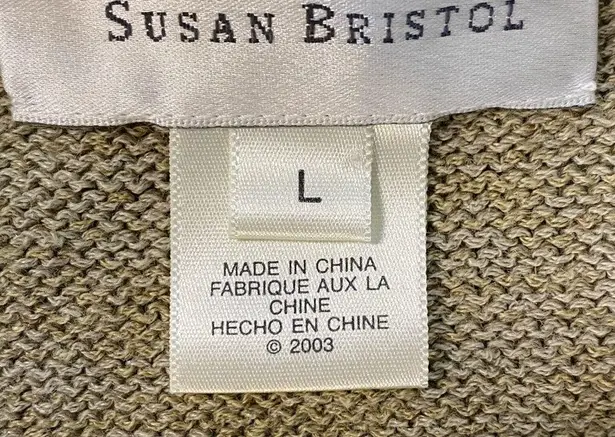 SUSAN BRISTOL
L
MADE IN CHINA
FABRIQUE AUX LA
CHINE
HECHO EN CHINE
© 2003